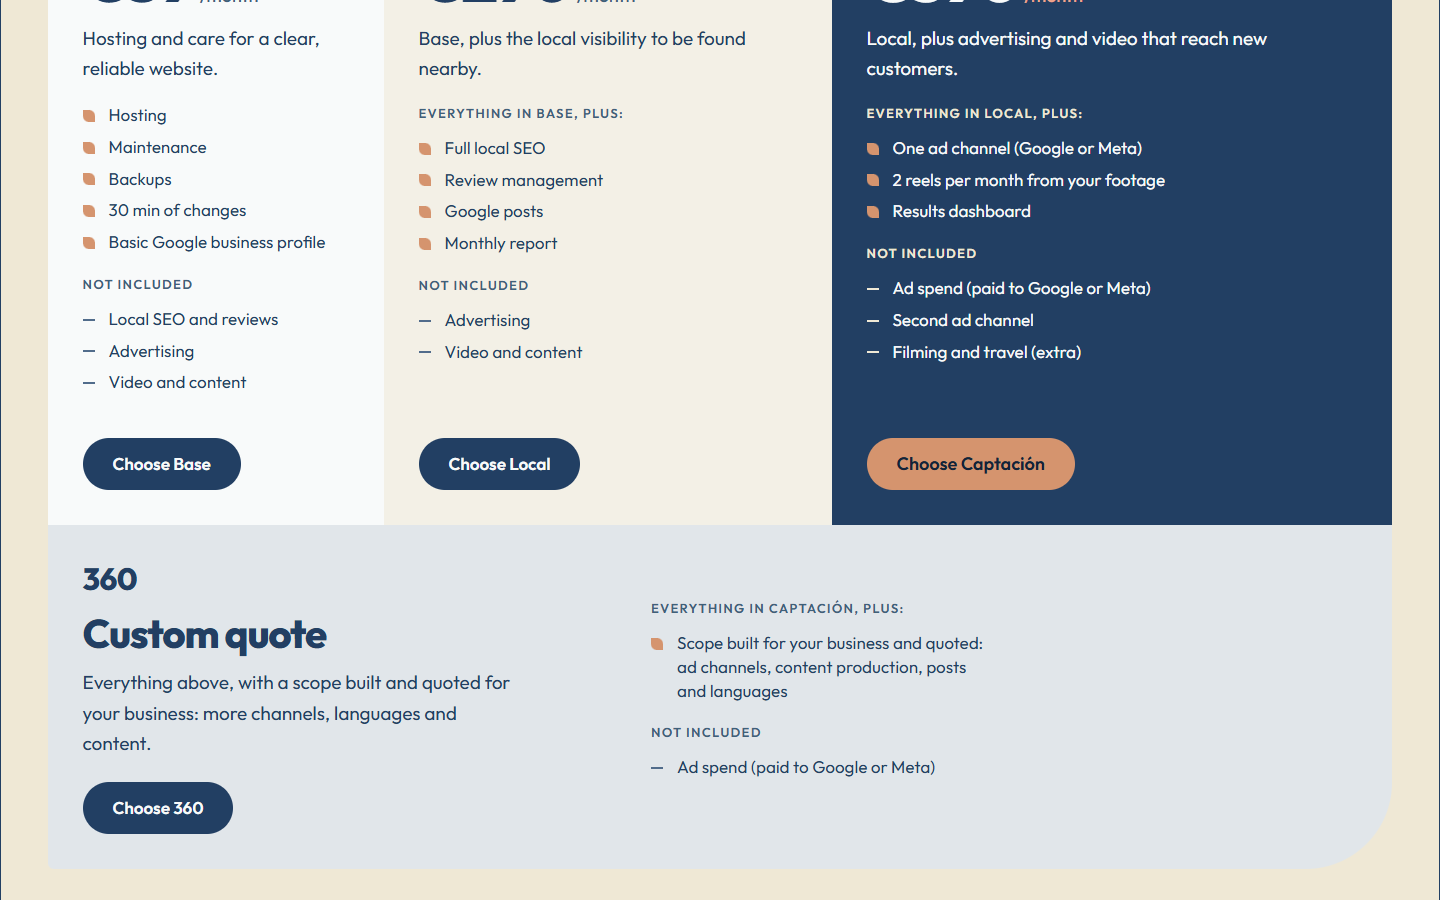 /month
/month
/month
Hosting and care for a clear,
reliable website.
Hosting
Maintenance
Backups
30 min of changes
Basic Google business profile
NOT INCLUDED
Local SEO and reviews
Advertising
Video and content
Choose Base
Base, plus the local visibility to be found
nearby.
EVERYTHING IN BASE, PLUS:
Full local SEO
Review management
Google posts
Monthly report
NOT INCLUDED
Advertising
Video and content
Choose Local
Local, plus advertising and video that reach new
customers.
EVERYTHING IN LOCAL, PLUS:
One ad channel (Google or Meta)
2 reels per month from your footage
Results dashboard
NOT INCLUDED
Ad spend (paid to Google or Meta)
Second ad channel
Filming and travel (extra)
Choose Captación
360
Custom quote
Everything above, with a scope built and quoted for
your business: more channels, languages and
content.
Choose 360
EVERYTHING IN CAPTACIÓN, PLUS:
Scope built for your business and quoted:
ad channels, content production, posts
and languages
NOT INCLUDED
Ad spend (paid to Google or Meta)